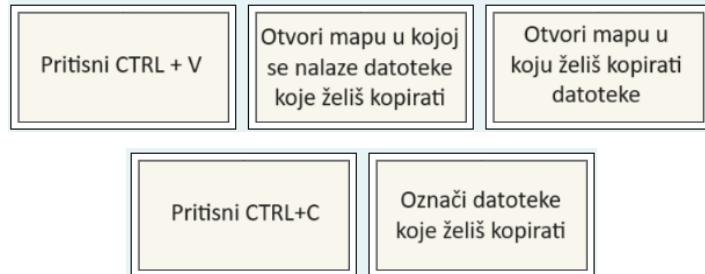 Pritisni CTRL + V
Otvori mapu u kojoj
se nalaze datoteke
koje želiš kopirati
Otvori mapu u
koju želiš kopirati
datoteke
Pritisni CTRL+C
Označi datoteke
koje želiš kopirati